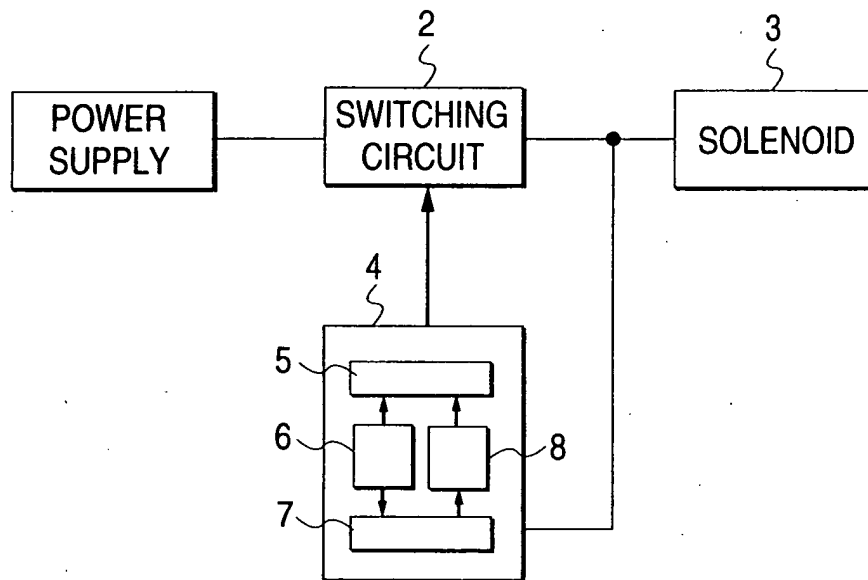 2
3
POWER
SUPPLY
SWITCHING
CIRCUIT
SOLENOID
4
5
6
8
7